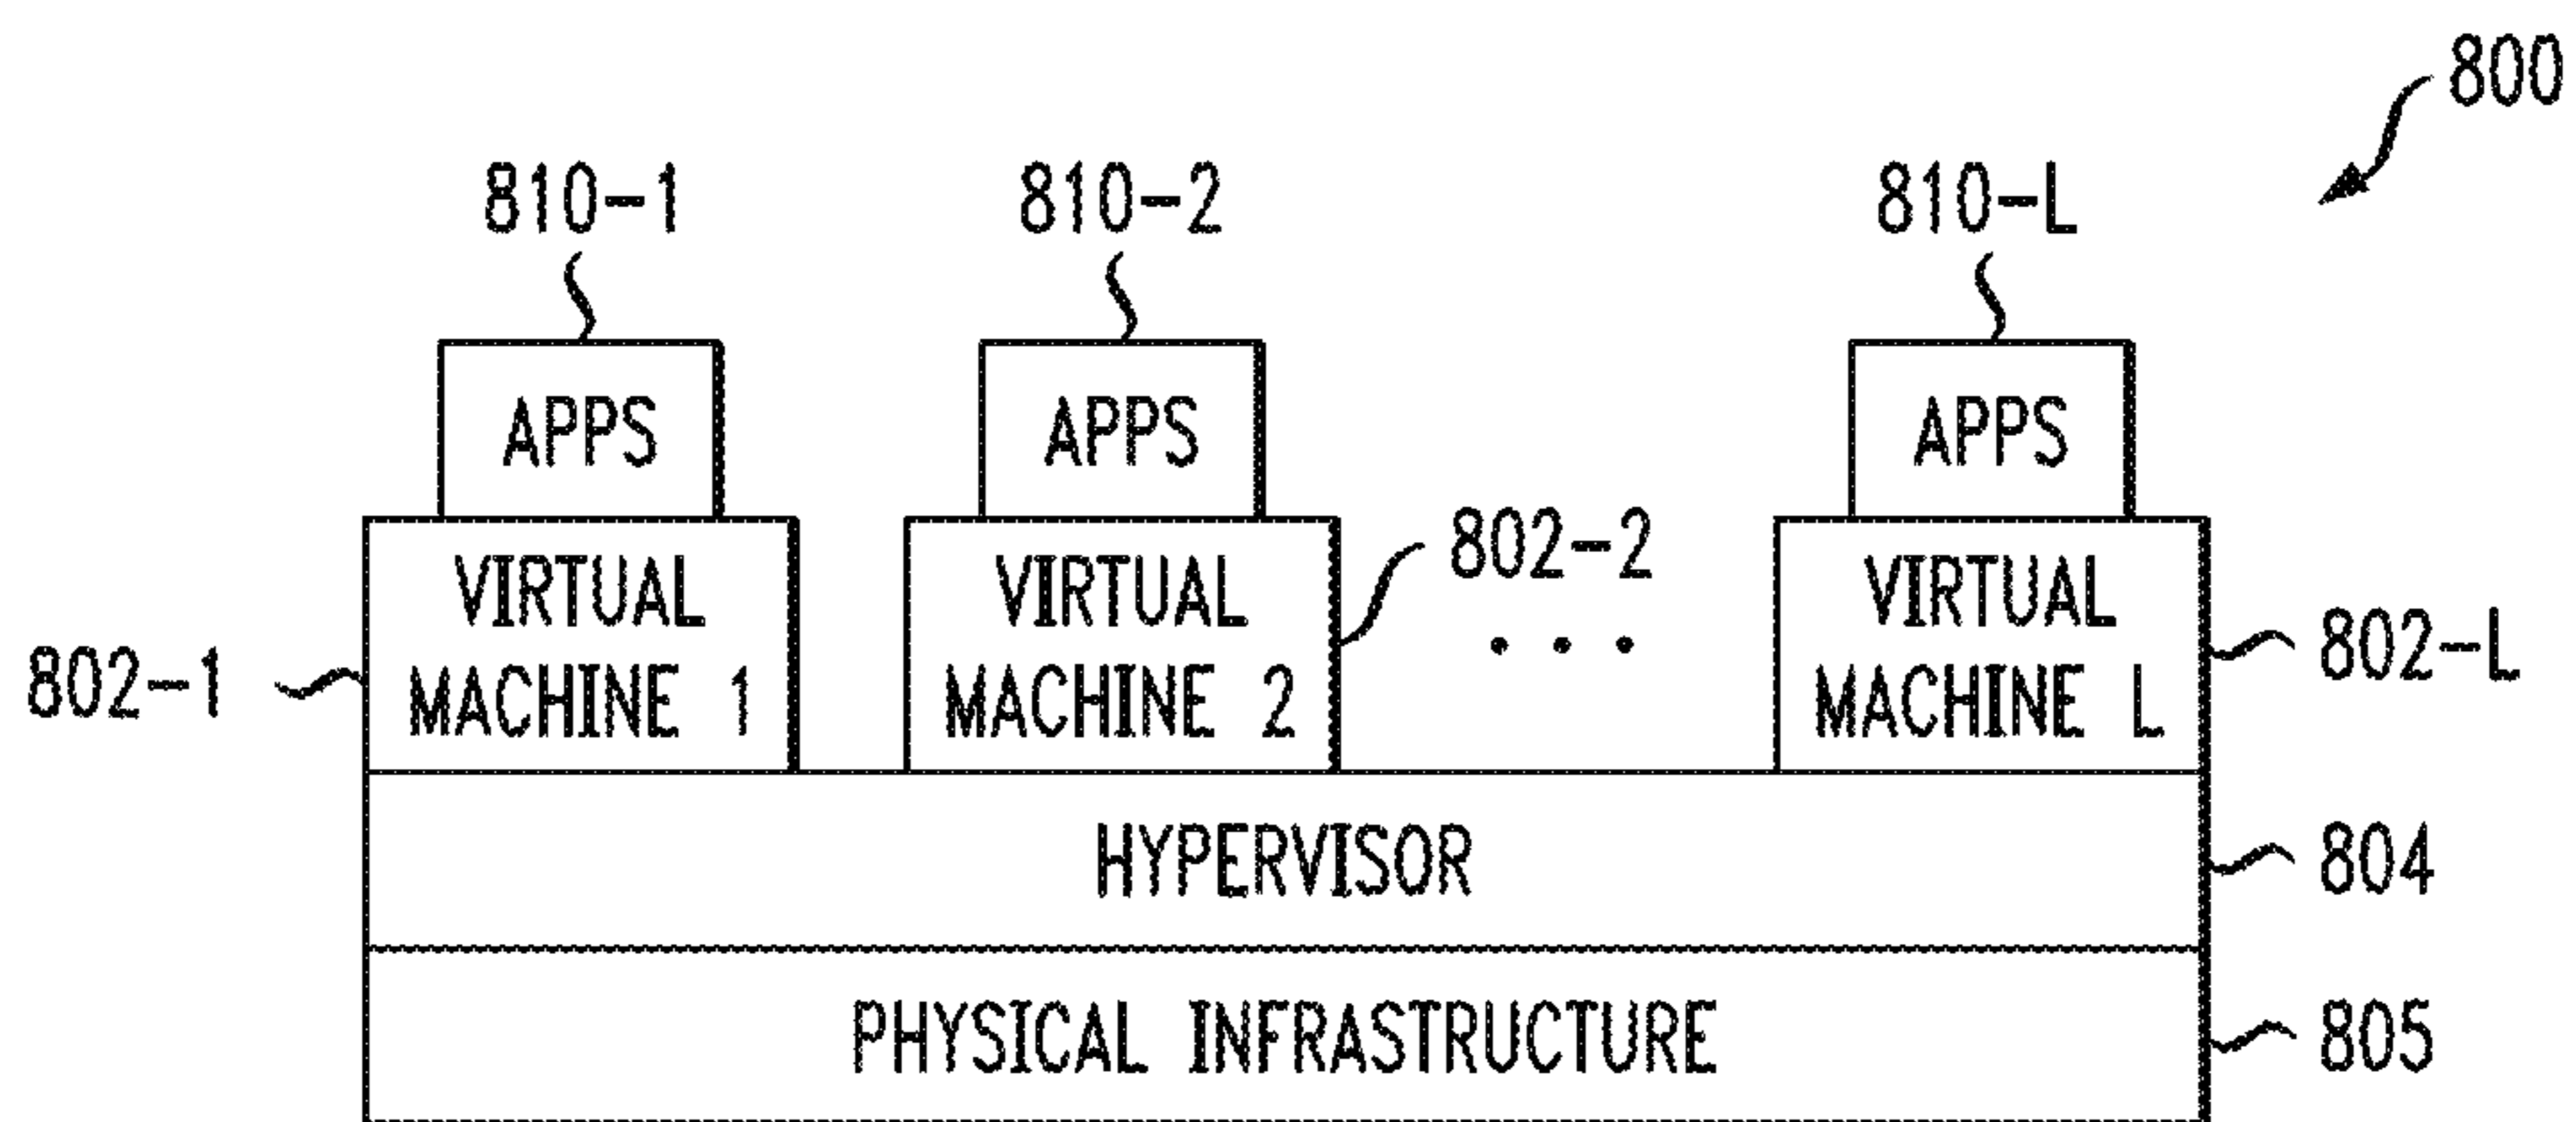 800
810-1 810-2 810-L
APPS APPS APPS
802-2
VIRTUAL VIRTUAL VIRTUAL
802-1 MACHINE 1 MACHINE 2 . . . MACHINE L 802-L
HYPERVISOR 804
PHYSICAL INFRASTRUCTURE 805